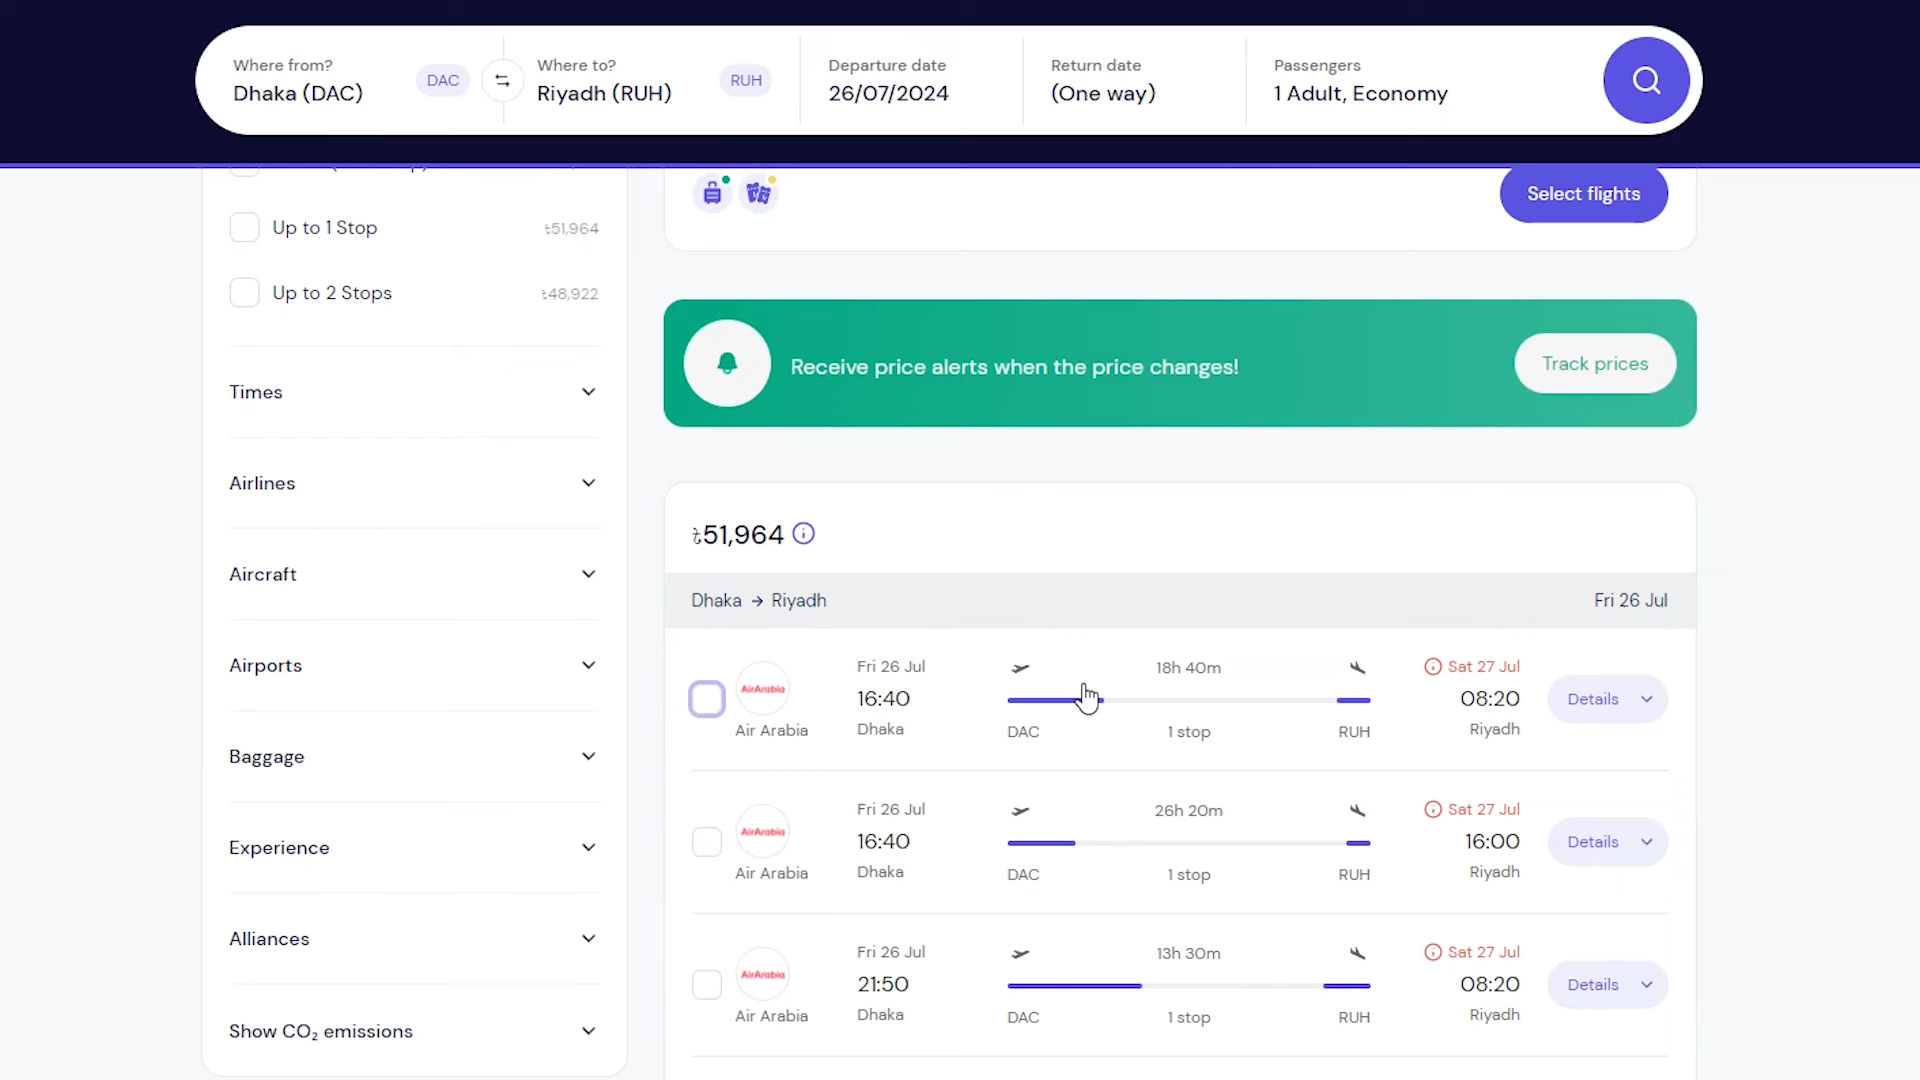 Where from?
Dhaka (DAC)
DAC
Where to?
Riyadh (RUH)
RUH
Departure date
26/07/2024
Return date
(One way)
Passengers
1 Adult, Economy
Up to 1 Stop
৳51,964
Up to 2 Stops
৳48,922
Times
Airlines
Aircraft
Airports
Baggage
Experience
Alliances
Show CO₂ emissions
Select flights
Receive price alerts when the price changes!
Track prices
৳51,964
Dhaka → Riyadh
Fri 26 Jul
AirArabia
Air Arabia
Fri 26 Jul
16:40
Dhaka
18h 40m
DAC
1 stop
RUH
Sat 27 Jul
08:20
Riyadh
Details
AirArabia
Air Arabia
Fri 26 Jul
16:40
Dhaka
26h 20m
DAC
1 stop
RUH
Sat 27 Jul
16:00
Riyadh
Details
AirArabia
Air Arabia
Fri 26 Jul
21:50
Dhaka
13h 30m
DAC
1 stop
RUH
Sat 27 Jul
08:20
Riyadh
Details